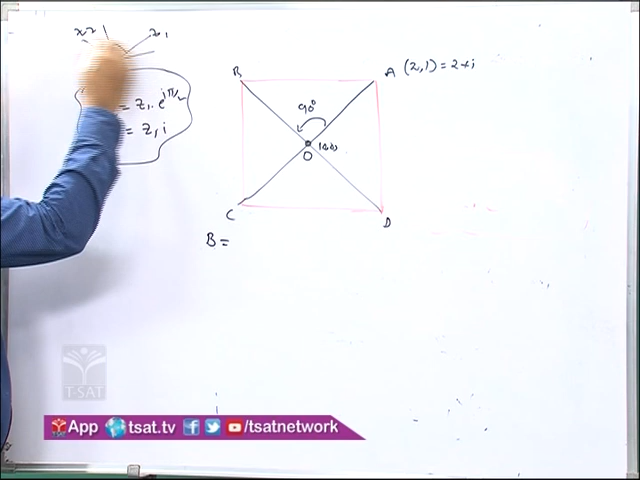 z2 z1
= z1. e^iπ/2
= z1 i
B A (2,1) = 2+i
90°
O (0,0)
C D
B =
T-SAT
App tsat.tv /tsatnetwork